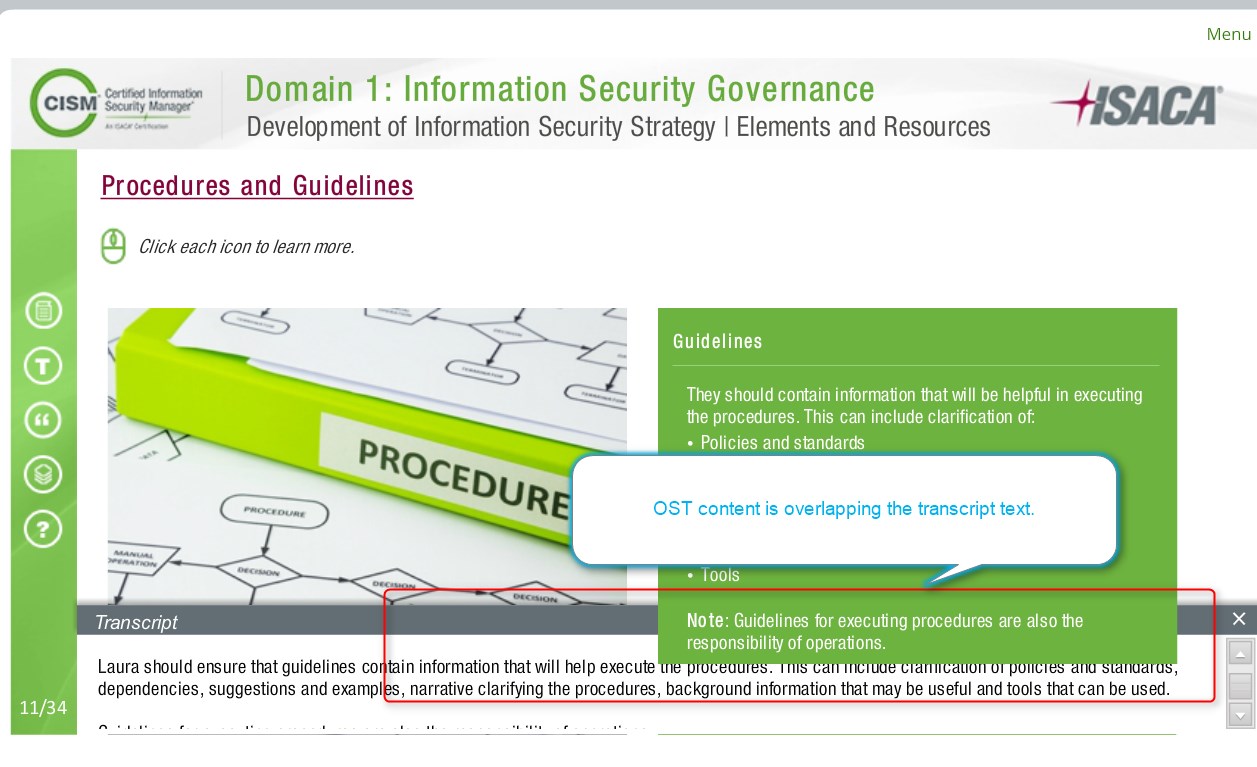 Menu
CISM
Certified Information
Security Manager®
An ISACA® Certification
Domain 1: Information Security Governance
Development of Information Security Strategy | Elements and Resources
ISACA®
Procedures and Guidelines
Click each icon to learn more.
TERMINATOR
DECISION
TERMINATOR
TERMINATOR
PROCEDURE
PROCEDURE
MANUAL
OPERATION
DECISION
DECISION
DECISION
Guidelines
They should contain information that will be helpful in executing
the procedures. This can include clarification of:
• Policies and standards
OST content is overlapping the transcript text.
• Tools
Note: Guidelines for executing procedures are also the
responsibility of operations.
T
“
?
11/34
Transcript
Laura should ensure that guidelines contain information that will help execute the procedures. This can include clarification of policies and standards,
dependencies, suggestions and examples, narrative clarifying the procedures, background information that may be useful and tools that can be used.